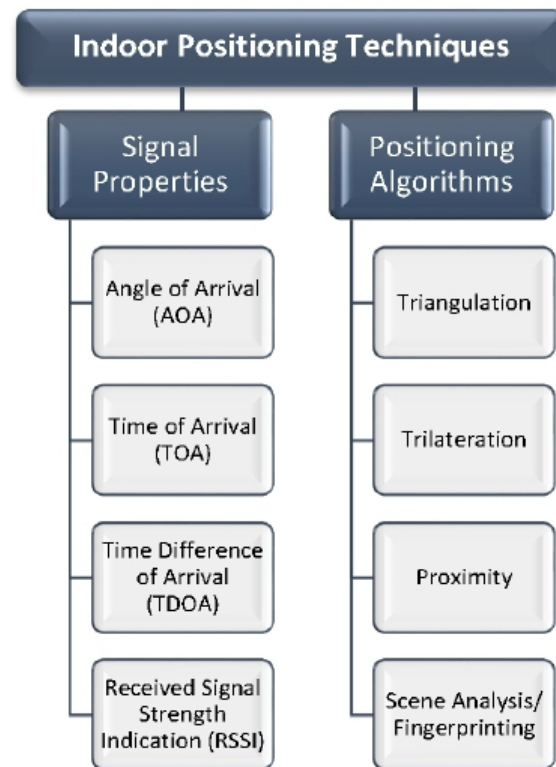 Indoor Positioning Techniques
Signal
Properties
Angle of Arrival
(AOA)
Time of Arrival
(TOA)
Time Difference
of Arrival
(TDOA)
Received Signal
Strength
Indication (RSSI)
Positioning
Algorithms
Triangulation
Trilateration
Proximity
Scene Analysis/
Fingerprinting